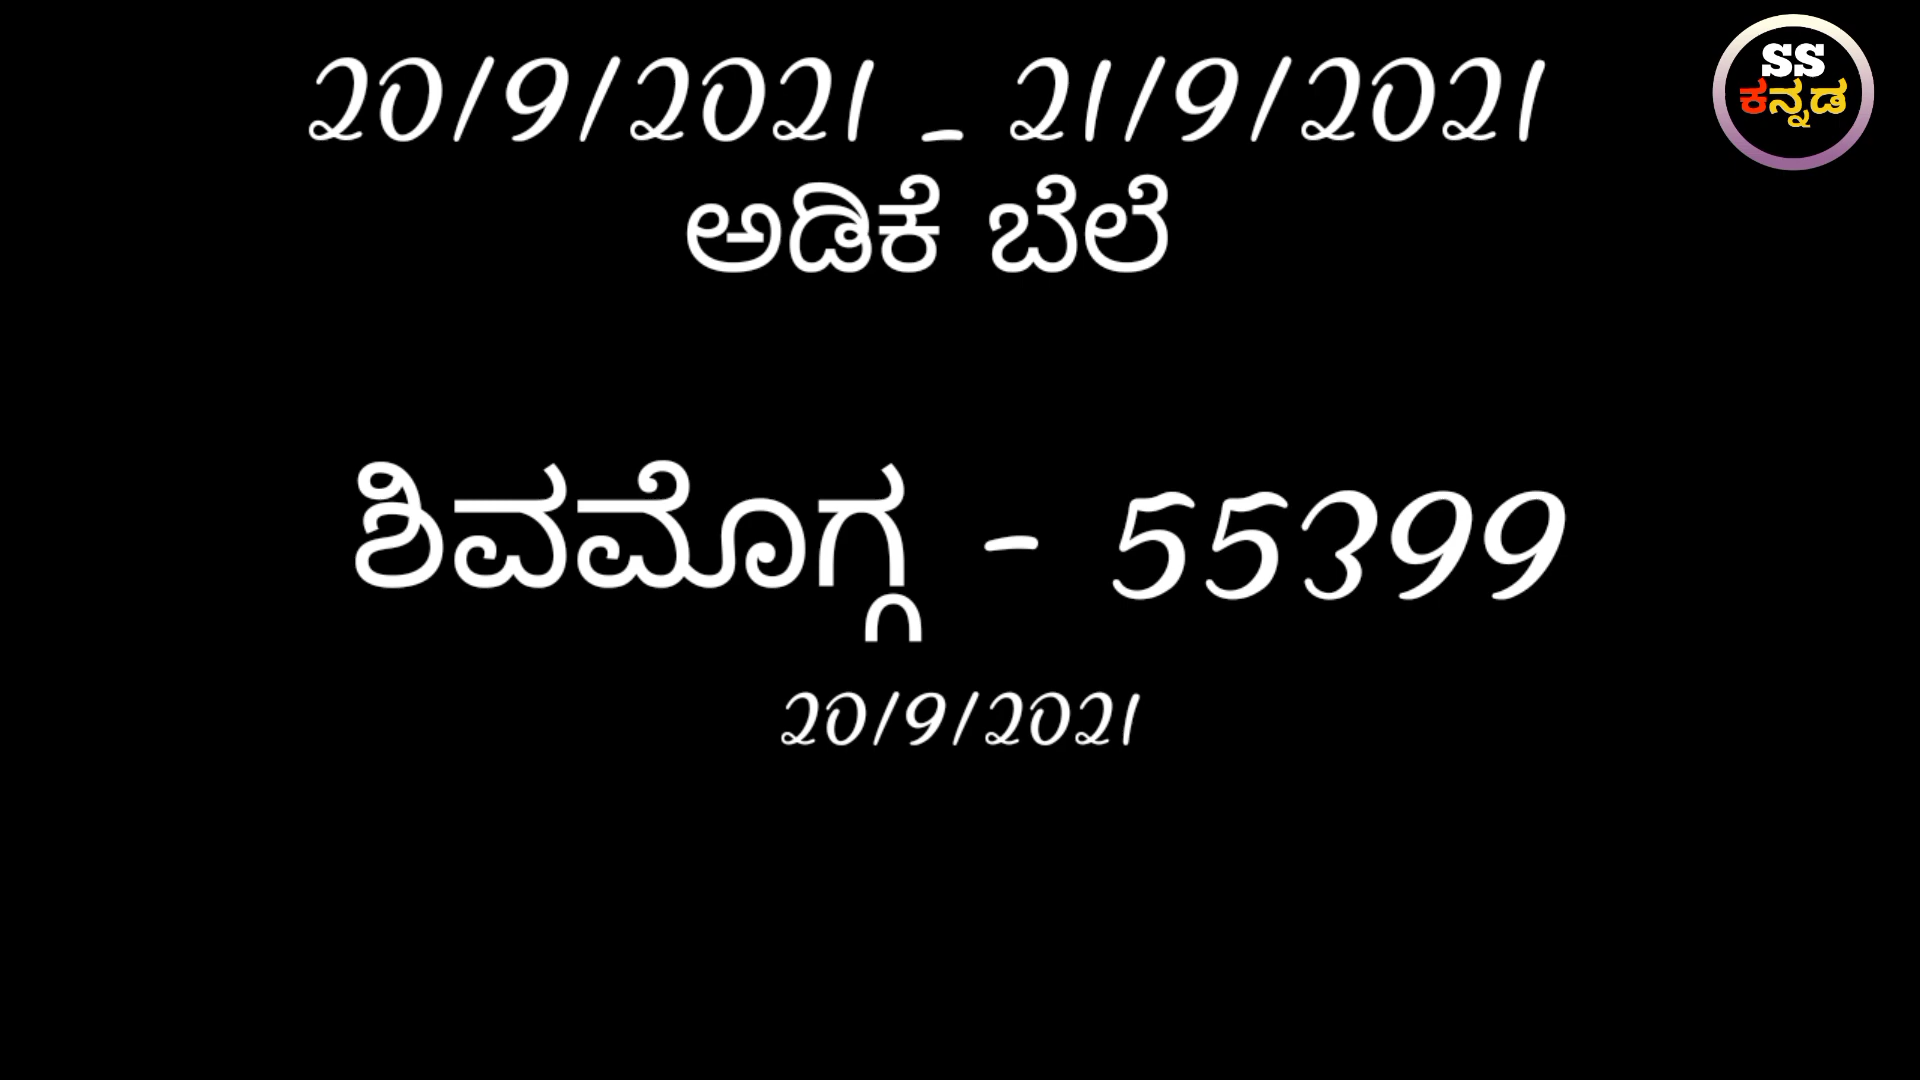 20/9/2021 - 21/9/2021
ಅಡಿಕೆ ಬೆಲೆ
ಶಿವಮೊಗ್ಗ - 55399
20/9/2021
SS
ಕನ್ನಡ